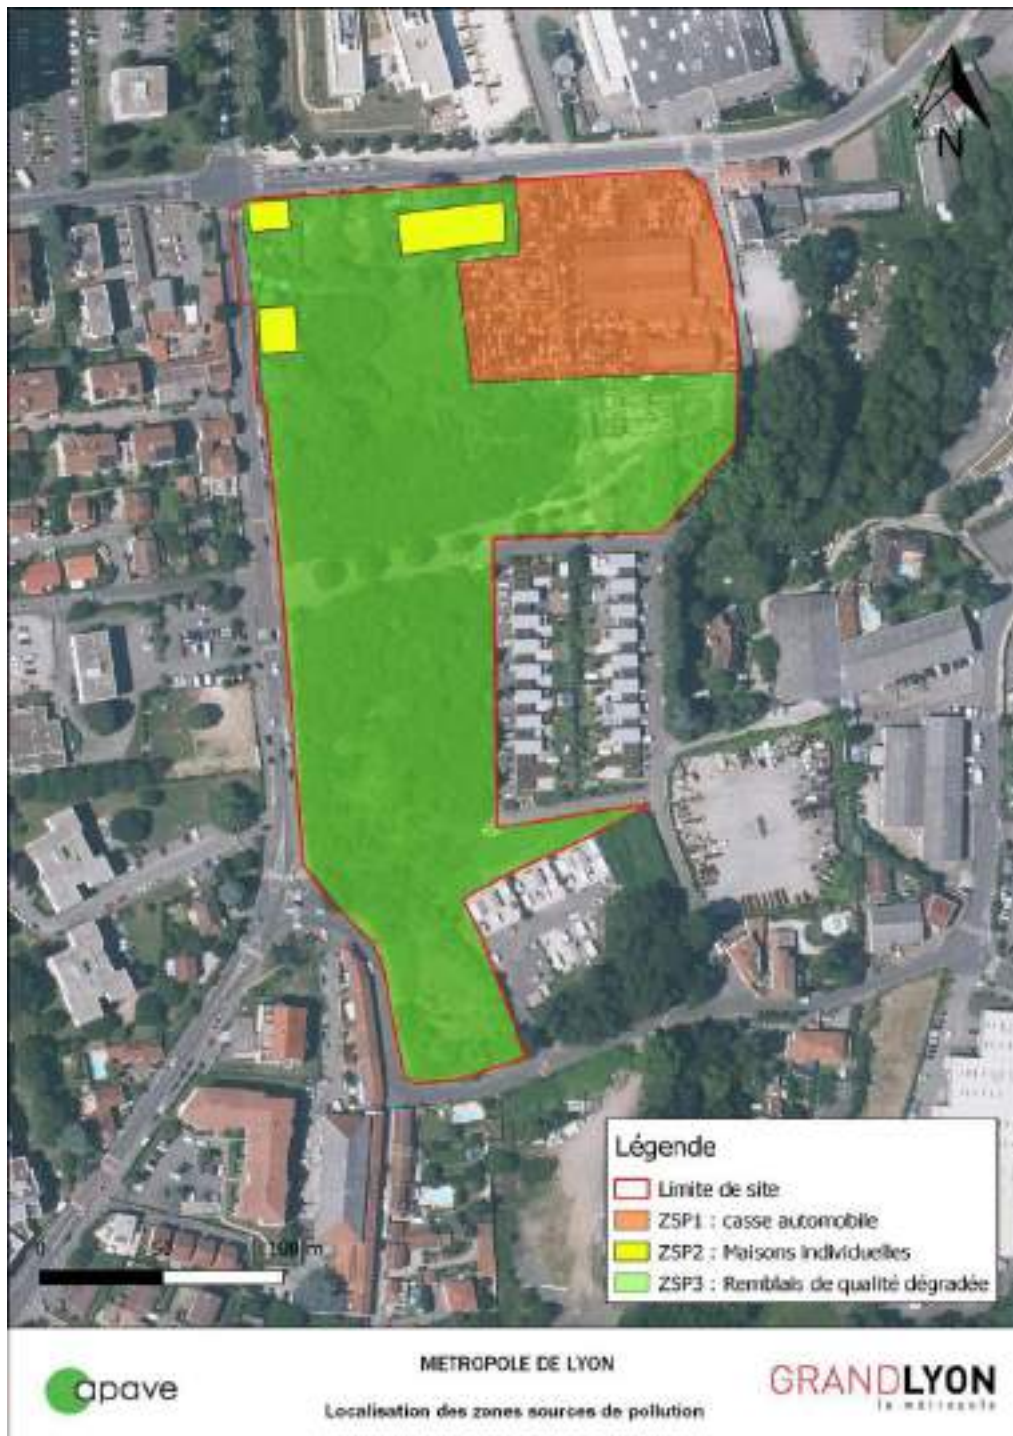 N
Légende
Limite de site
ZSP1 : casse automobile
ZSP2 : Maisons individuelles
ZSP3 : Remblais de qualité dégradée
0 50 100 m
apave
METROPOLE DE LYON
Localisation des zones sources de pollution
GRANDLYON
la métropole